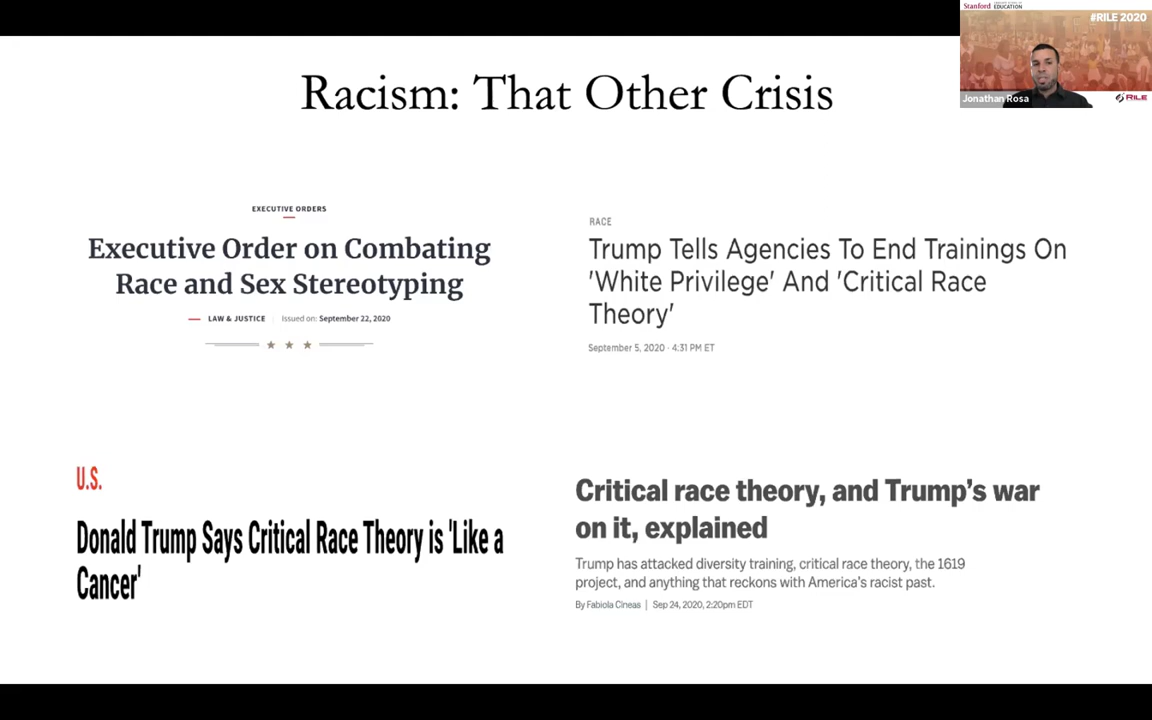 Stanford EDUCATION
#RILE 2020
Jonathan Rosa
RILE
Racism: That Other Crisis
EXECUTIVE ORDERS
Executive Order on Combating
Race and Sex Stereotyping
LAW & JUSTICE | Issued on: September 22, 2020
RACE
Trump Tells Agencies To End Trainings On
'White Privilege' And 'Critical Race
Theory'
September 5, 2020 · 4:31 PM ET
U.S.
Donald Trump Says Critical Race Theory is 'Like a
Cancer'
Critical race theory, and Trump's war
on it, explained
Trump has attacked diversity training, critical race theory, the 1619
project, and anything that reckons with America's racist past.
By Fabiola Cineas | Sep 24, 2020, 2:20pm EDT